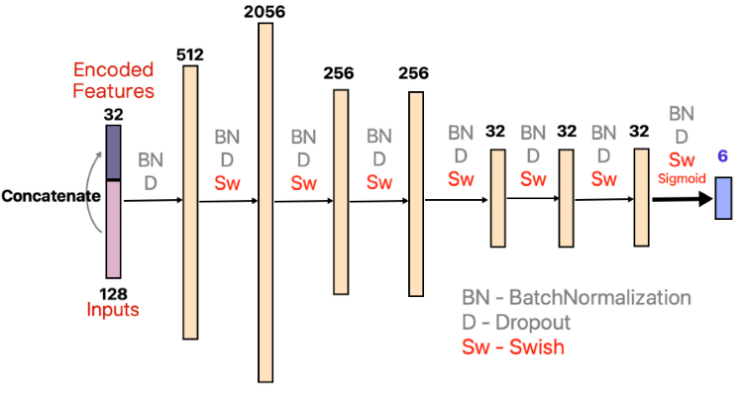 2056
512
256
256
Encoded
Features
32
BN
D
BN
D
Sw
BN
D
Sw
BN
D
Sw
BN
D
Sw
32
BN
D
Sw
32
BN
D
Sw
32
BN
D
Sw
Sigmoid
6
Concatenate
128
Inputs
BN - BatchNormalization
D - Dropout
Sw - Swish